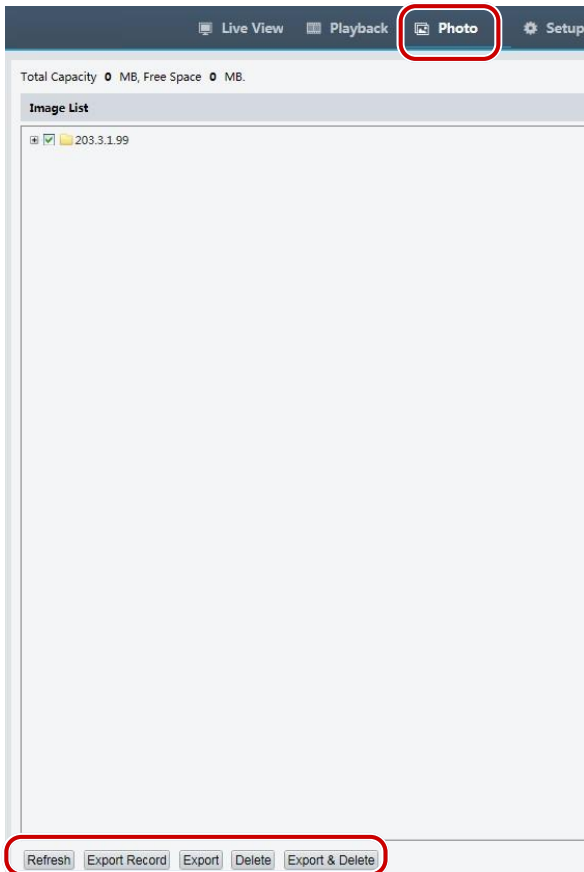 Live View Playback Photo Setup
Total Capacity 0 MB, Free Space 0 MB.
Image List
203.3.1.99
Refresh Export Record Export Delete Export & Delete